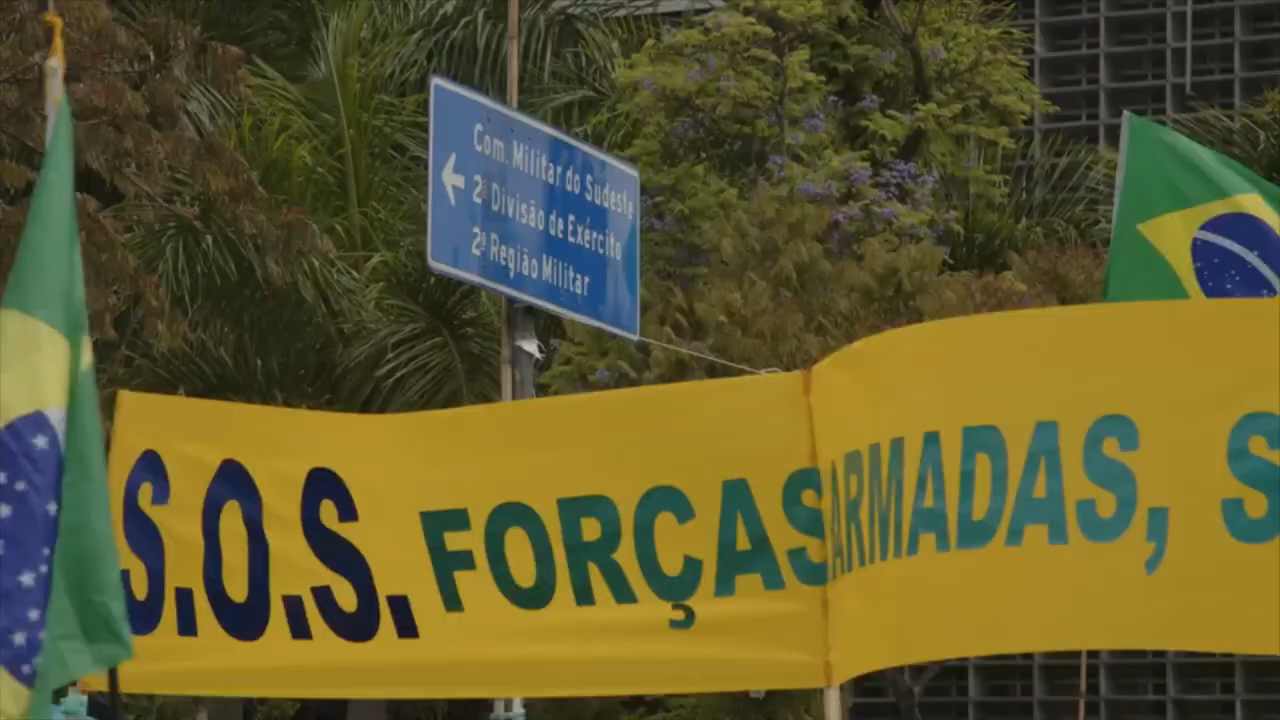 Com. Militar do Sudeste
2ª Divisão de Exército
2ª Região Militar
S.O.S. FORÇAS ARMADAS, S